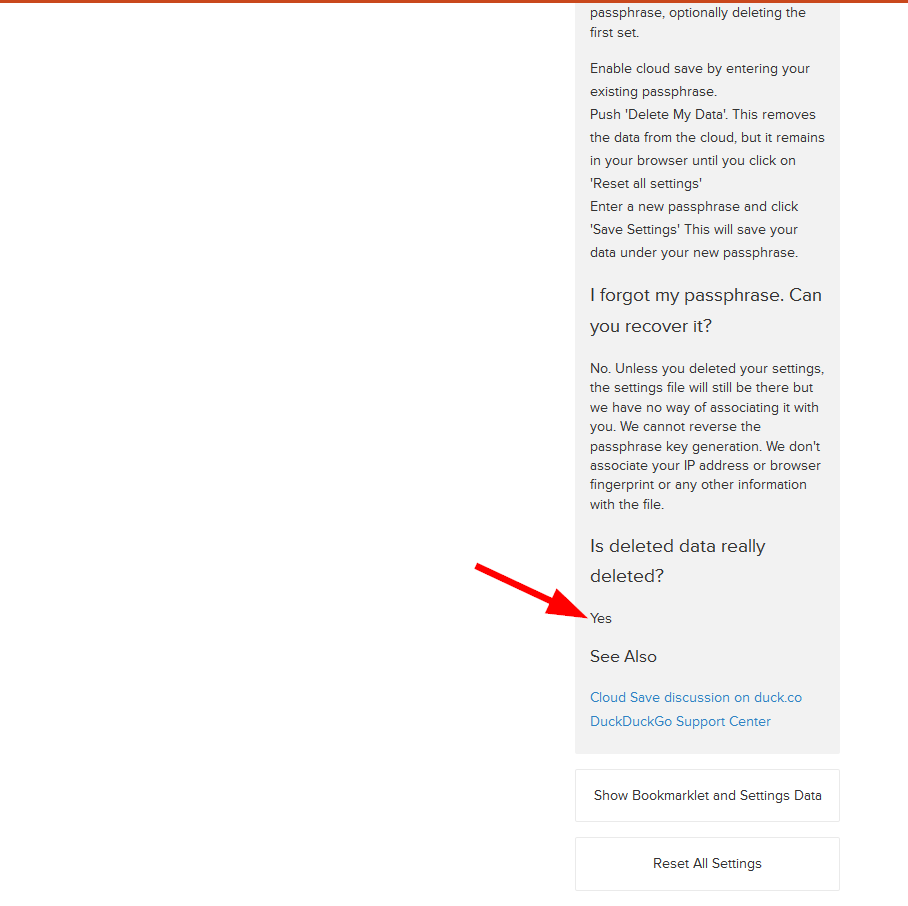 passphrase, optionally deleting the
first set.
Enable cloud save by entering your
existing passphrase.
Push 'Delete My Data'. This removes
the data from the cloud, but it remains
in your browser until you click on
'Reset all settings'
Enter a new passphrase and click
'Save Settings' This will save your
data under your new passphrase.
I forgot my passphrase. Can
you recover it?
No. Unless you deleted your settings,
the settings file will still be there but
we have no way of associating it with
you. We cannot reverse the
passphrase key generation. We don't
associate your IP address or browser
fingerprint or any other information
with the file.
Is deleted data really
deleted?
Yes
See Also
Cloud Save discussion on duck.co
DuckDuckGo Support Center
Show Bookmarklet and Settings Data
Reset All Settings